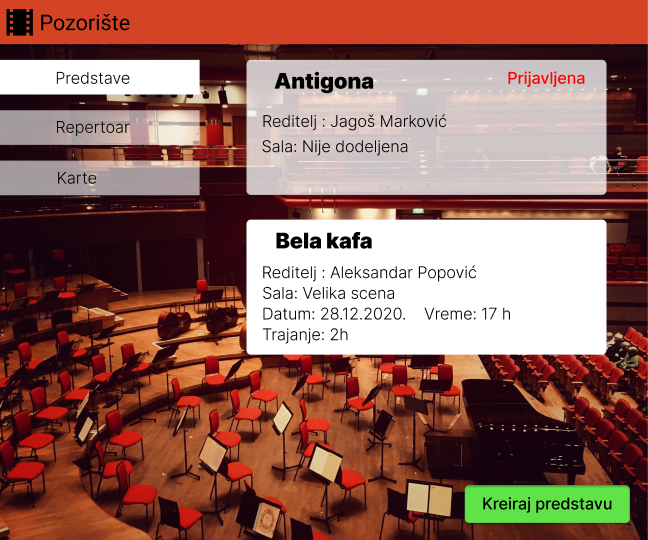 Pozorište
Predstave
Repertoar
Karte
Antigona
Prijavljena
Reditelj : Jagoš Marković
Sala: Nije dodeljena
Bela kafa
Reditelj : Aleksandar Popović
Sala: Velika scena
Datum: 28.12.2020. Vreme: 17 h
Trajanje: 2h
Kreiraj predstavu